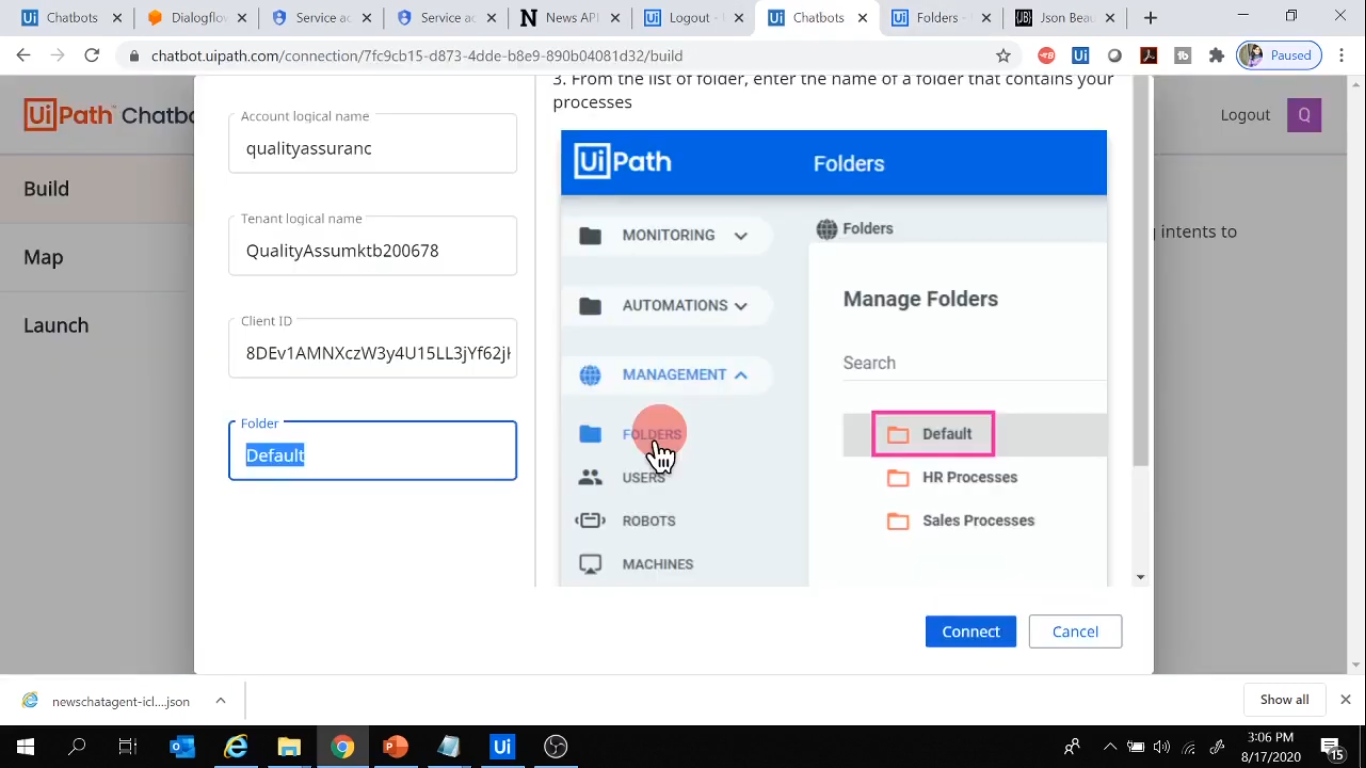 Chatbots
Dialogflov
Service ac
Service ac
News API
Logout -
Chatbots
Folders -
Json Beau
chatbot.uipath.com/connection/7fc9cb15-d873-4dde-b8e9-890b04081d32/build
Paused
UiPath Chatbo
Logout
Q
Build
Map
Launch
Account logical name
qualityassuranc
Tenant logical name
QualityAssumktb200678
Client ID
8DEv1AMNXczW3y4U15LL3jYf62jH
Folder
Default
3. From the list of folder, enter the name of a folder that contains your
processes
UiPath
Folders
MONITORING
AUTOMATIONS
MANAGEMENT
FOLDERS
USERS
ROBOTS
MACHINES
Folders
Manage Folders
Search
Default
HR Processes
Sales Processes
intents to
Connect
Cancel
newschatagent-icl....json
Show all
Ui
3:06 PM
8/17/2020
15